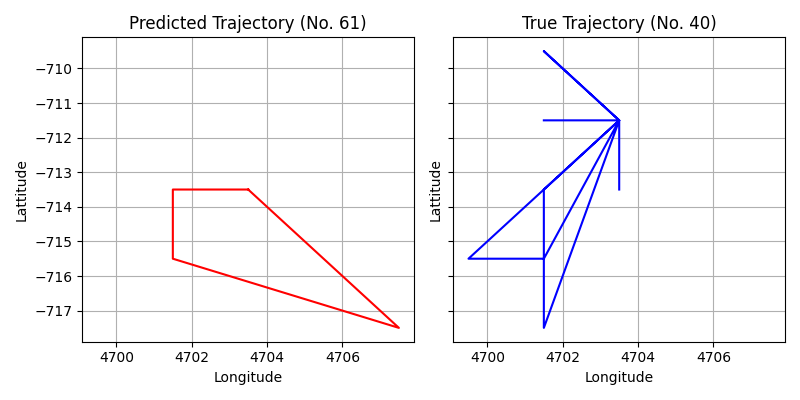 Predicted Trajectory (No. 61)
True Trajectory (No. 40)
−710
−711
−712
−713
−714
−715
−716
−717
Lattitude
Lattitude
4700
4702
4704
4706
4700
4702
4704
4706
Longitude
Longitude